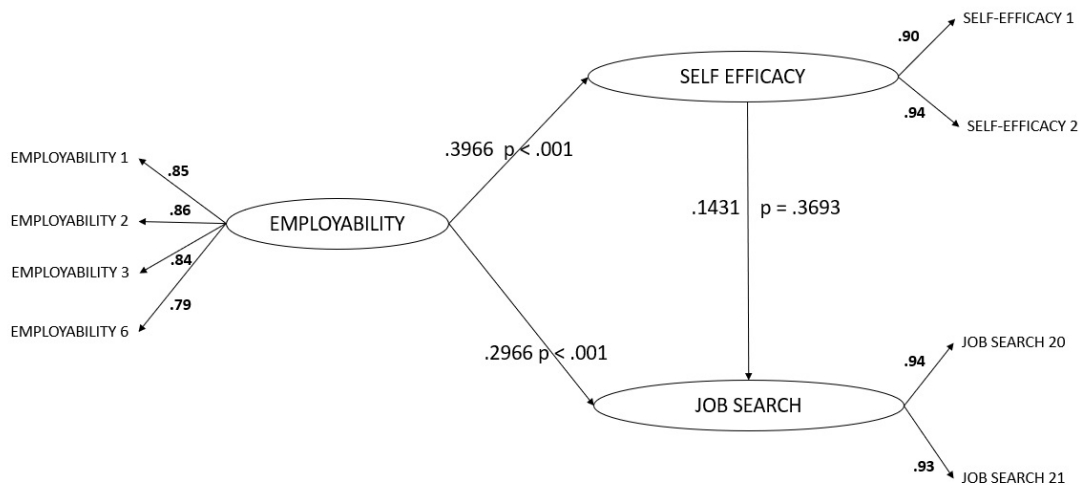 SELF-EFFICACY 1
.90
SELF EFFICACY
.94
SELF-EFFICACY 2
.3966 p < .001
EMPLOYABILITY 1
.85
.86
EMPLOYABILITY 2
EMPLOYABILITY
.84
EMPLOYABILITY 3
.79
EMPLOYABILITY 6
.1431 p = .3693
.2966 p < .001
JOB SEARCH 20
.94
JOB SEARCH
.93
JOB SEARCH 21